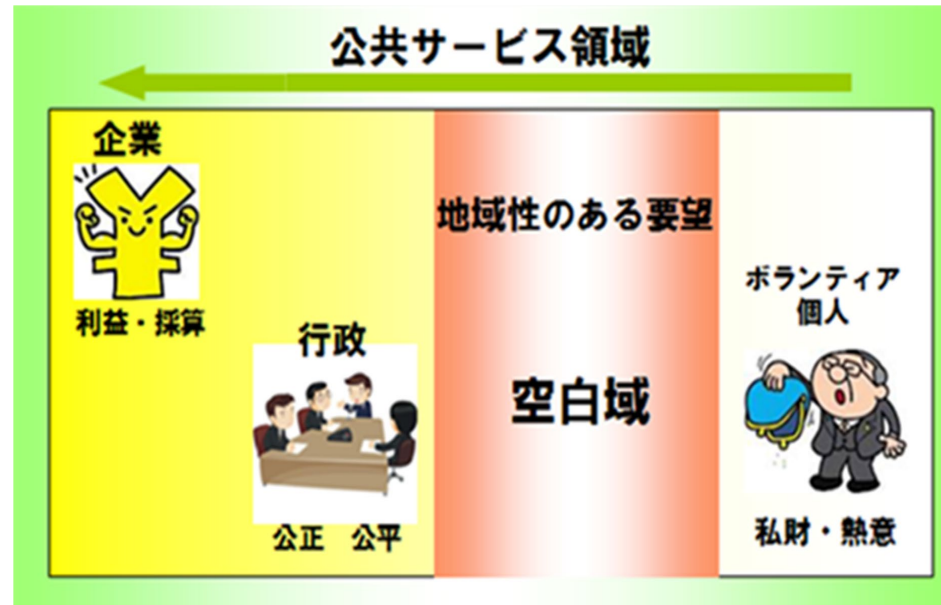 公共サービス領域
企業
利益・採算
行政
公正　公平
地域性のある要望
空白域
ボランティア
個人
私財・熱意